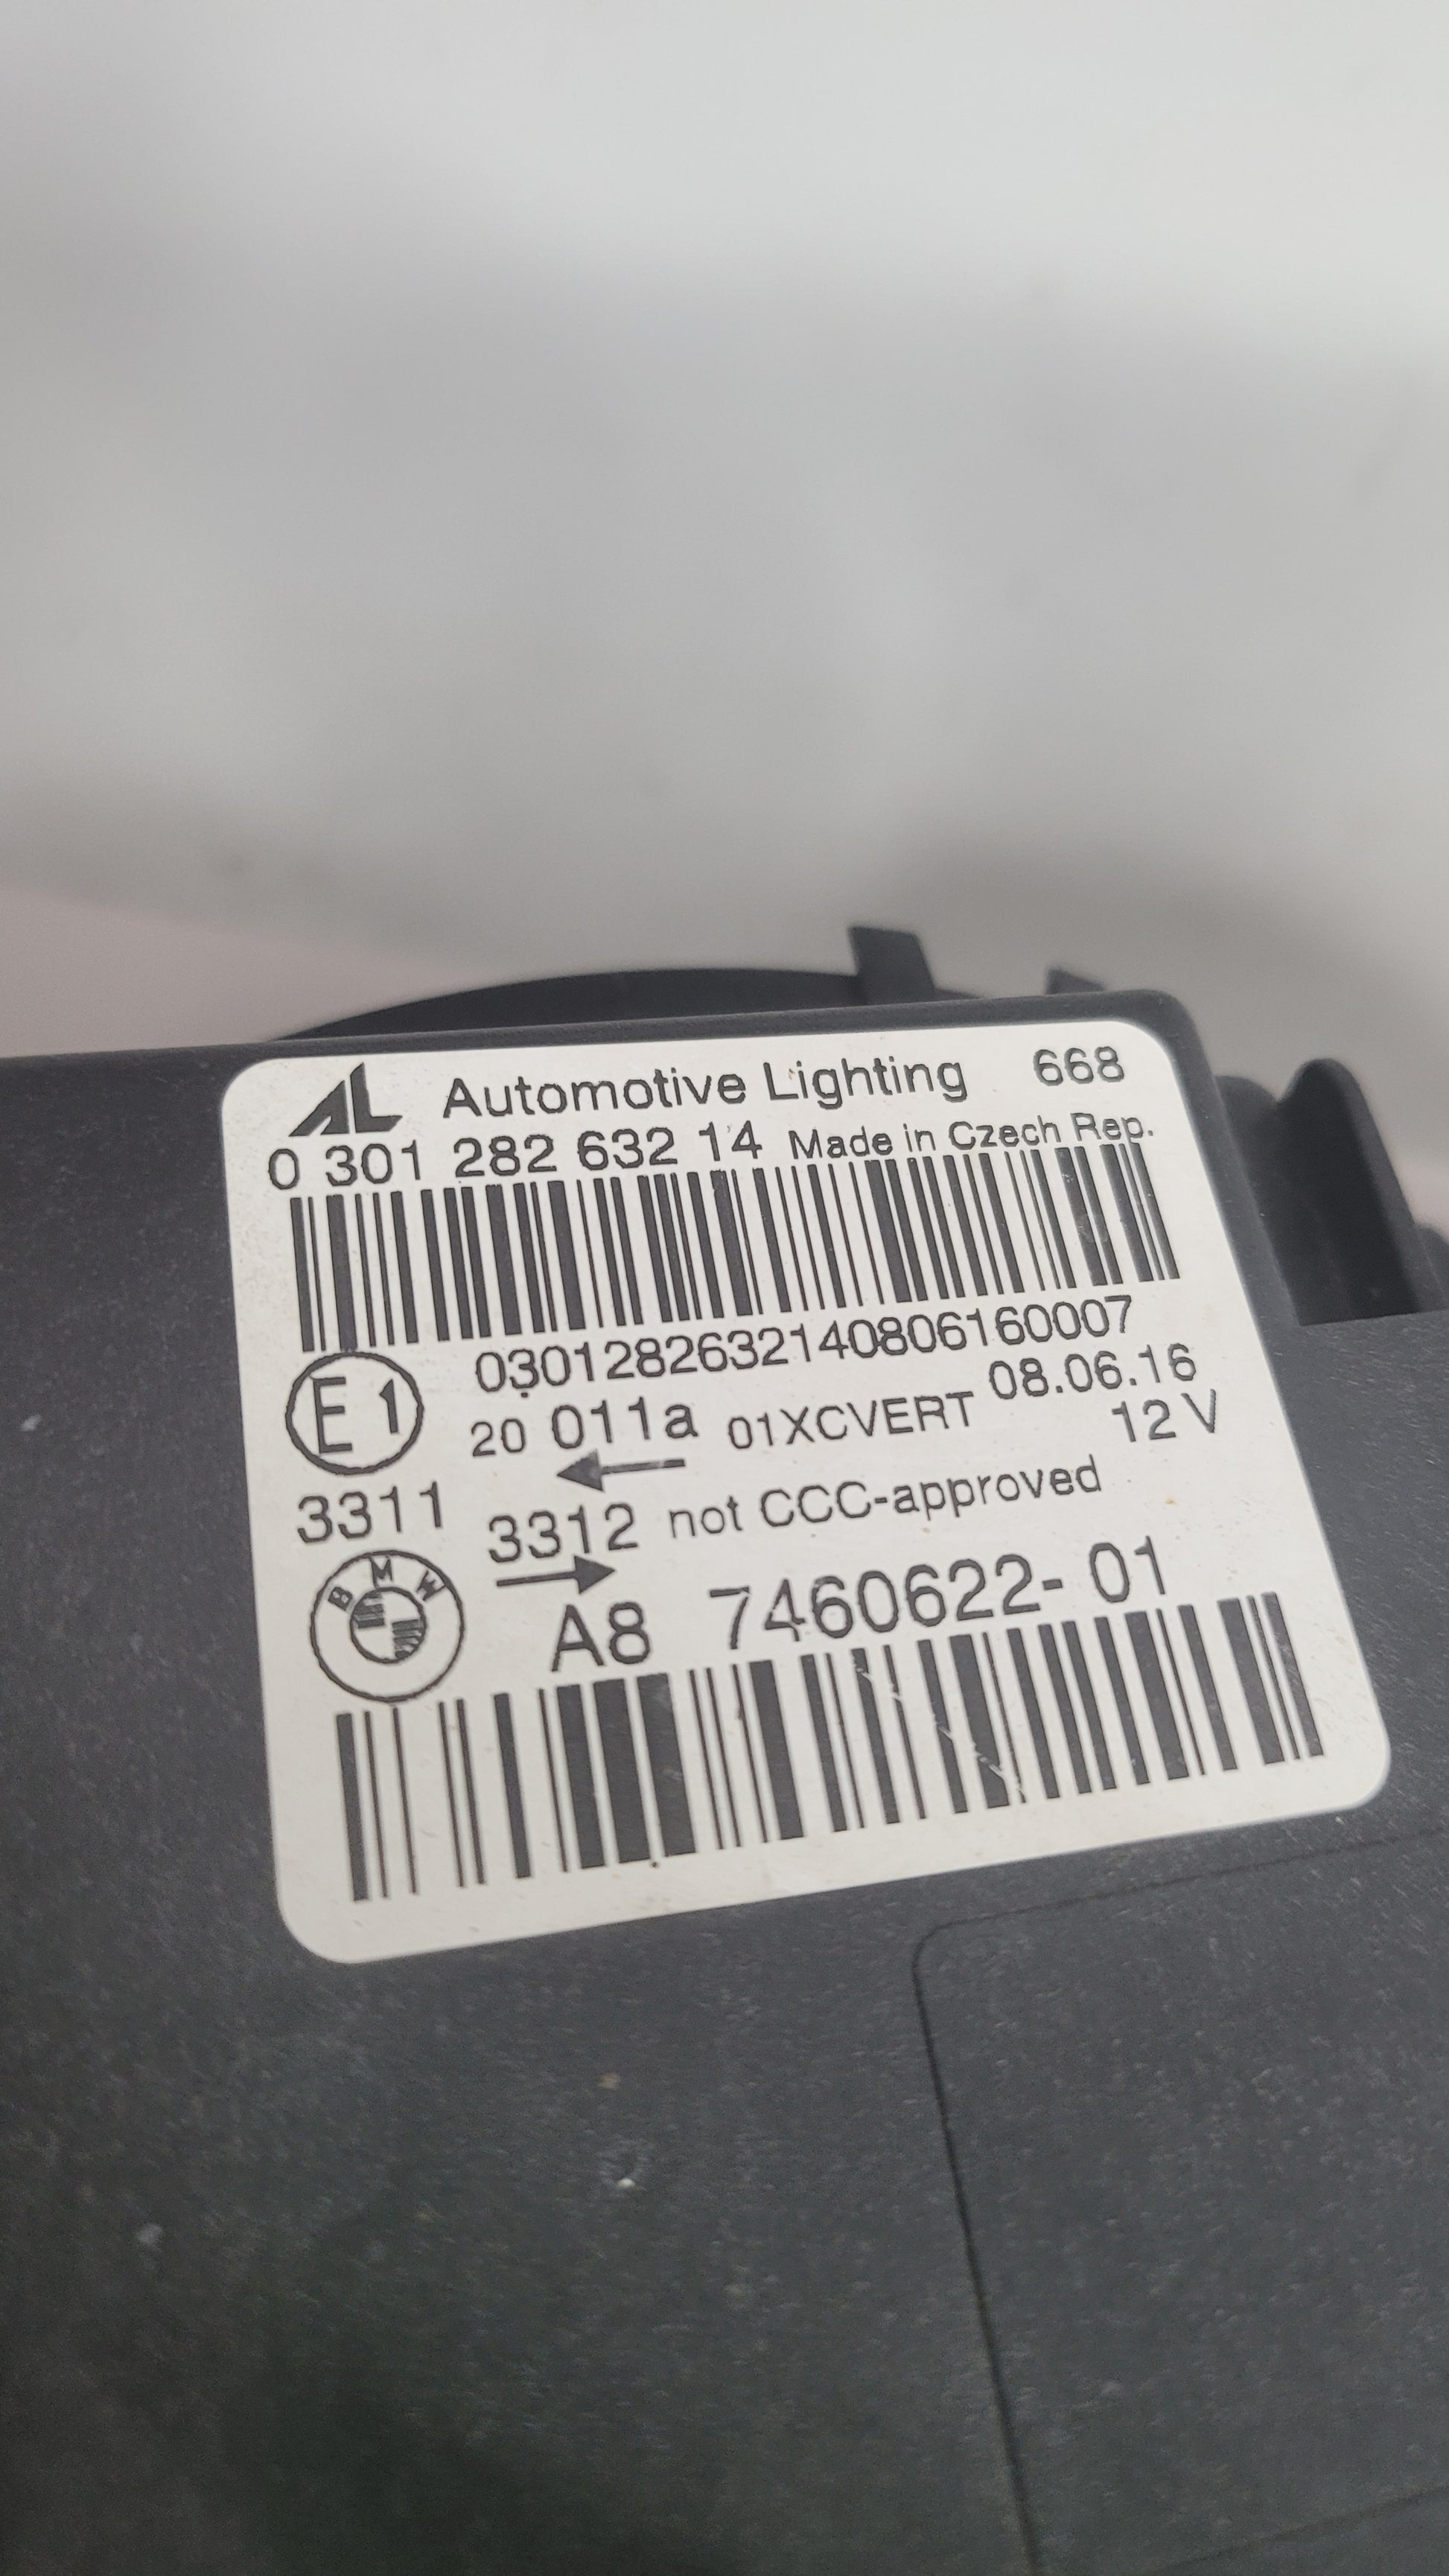 AL Automotive Lighting 668
0 301 282 632 14 Made in Czech Rep.
0301282632140806160007
E1 20 011a 01XCVERT 08.06.16
12 V
3311 3312 not CCC-approved
BMW A8 7460622-01